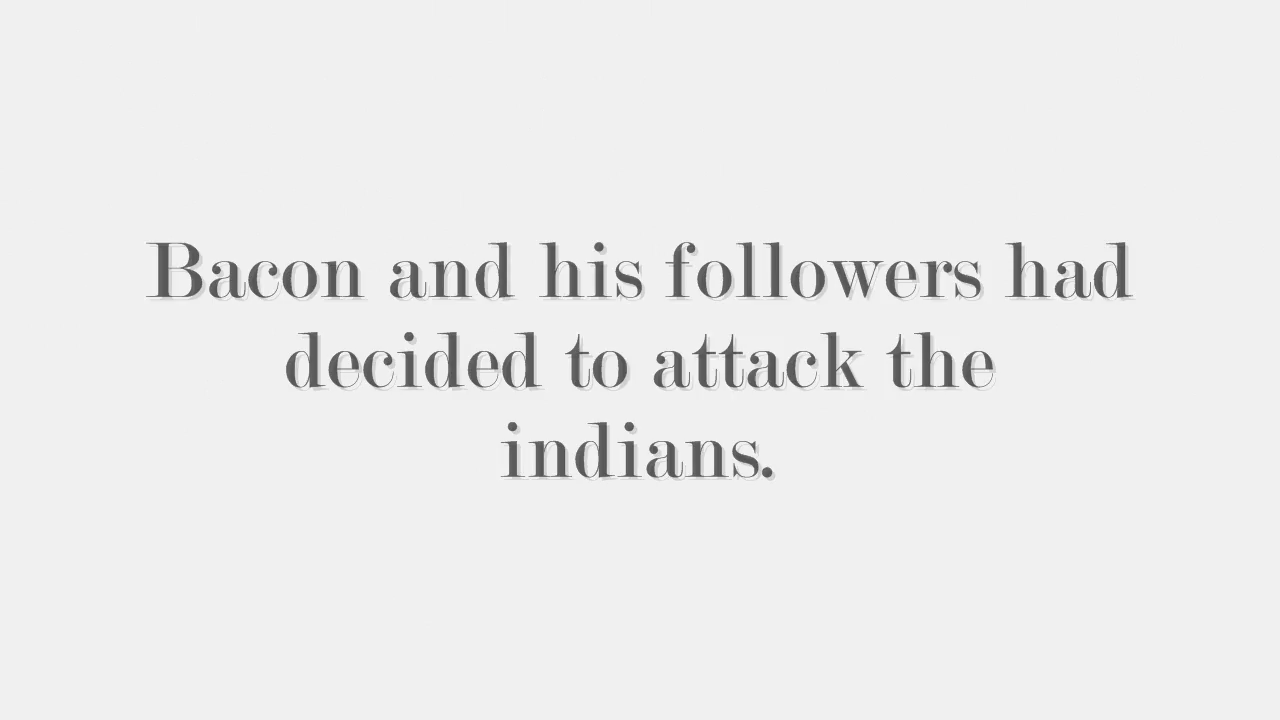 Bacon and his followers had
decided to attack the
indians.